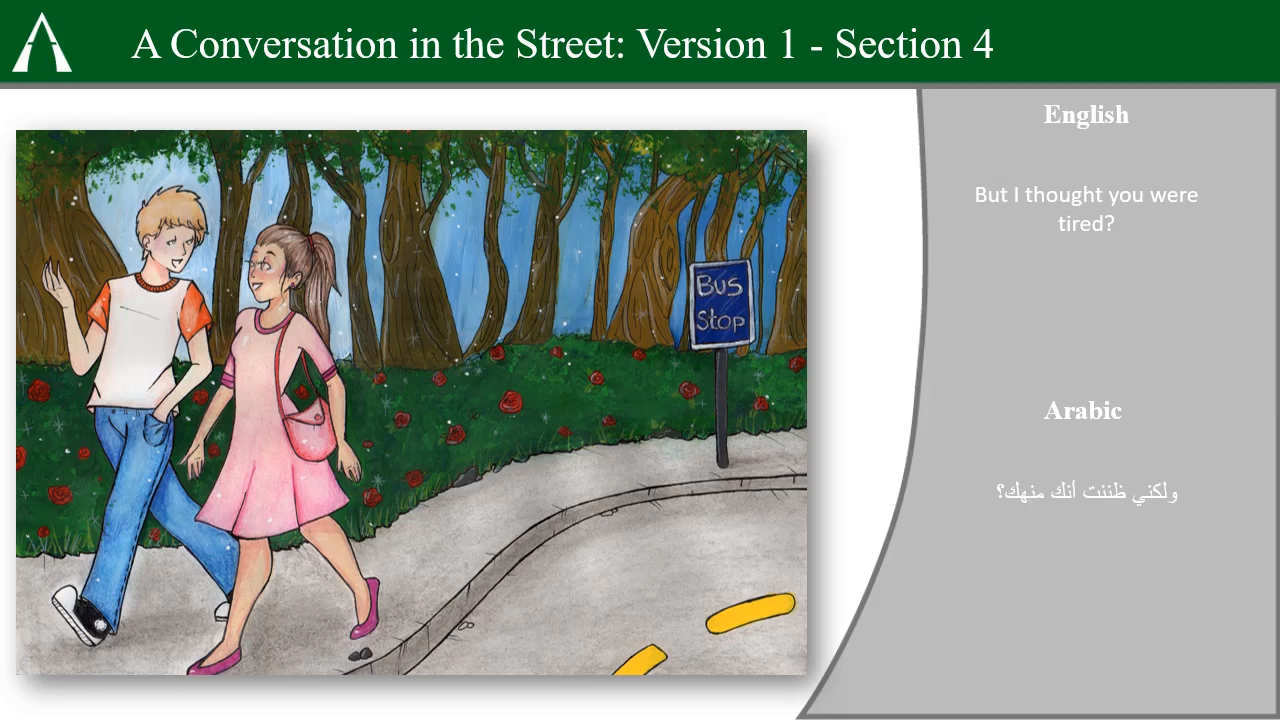 A Conversation in the Street: Version 1 - Section 4
Bus
Stop
English
But I thought you were
tired?
Arabic
ولكني ظننت أنك منهك؟